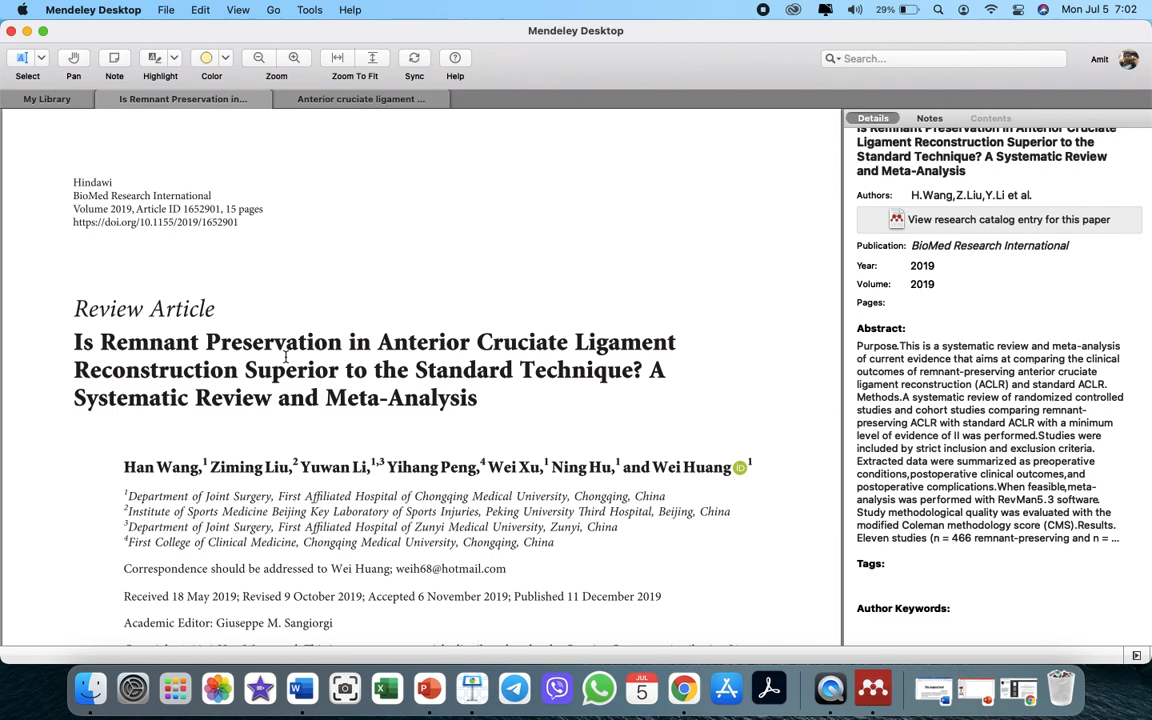 Mendeley Desktop File Edit View Go Tools Help 29% Mon Jul 5 7:02
Mendeley Desktop
Search...
Amit
Select Pan Note Highlight Color Zoom Zoom To Fit Sync Help
My Library Is Remnant Preservation in... Anterior cruciate ligament ...
Hindawi
BioMed Research International
Volume 2019, Article ID 1652901, 15 pages
https://doi.org/10.1155/2019/1652901
Review Article
Is Remnant Preservation in Anterior Cruciate Ligament
Reconstruction Superior to the Standard Technique? A
Systematic Review and Meta-Analysis
Han Wang,1 Ziming Liu,2 Yuwan Li,1,3 Yihang Peng,4 Wei Xu,1 Ning Hu,1 and Wei Huang iD 1
1Department of Joint Surgery, First Affiliated Hospital of Chongqing Medical University, Chongqing, China
2Institute of Sports Medicine Beijing Key Laboratory of Sports Injuries, Peking University Third Hospital, Beijing, China
3Department of Joint Surgery, First Affiliated Hospital of Zunyi Medical University, Zunyi, China
4First College of Clinical Medicine, Chongqing Medical University, Chongqing, China
Correspondence should be addressed to Wei Huang; weih68@hotmail.com
Received 18 May 2019; Revised 9 October 2019; Accepted 6 November 2019; Published 11 December 2019
Academic Editor: Giuseppe M. Sangiorgi
Details Notes Contents
Is Remnant Preservation in Anterior Cruciate
Ligament Reconstruction Superior to the
Standard Technique? A Systematic Review
and Meta-Analysis
Authors: H.Wang,Z.Liu,Y.Li et al.
View research catalog entry for this paper
Publication: BioMed Research International
Year: 2019
Volume: 2019
Pages:
Abstract:
Purpose.This is a systematic review and meta-analysis
of current evidence that aims at comparing the clinical
outcomes of remnant-preserving anterior cruciate
ligament reconstruction (ACLR) and standard ACLR.
Methods.A systematic review of randomized controlled
studies and cohort studies comparing remnant-
preserving ACLR with standard ACLR with a minimum
level of evidence of II was performed.Studies were
included by strict inclusion and exclusion criteria.
Extracted data were summarized as preoperative
conditions,postoperative clinical outcomes,and
postoperative complications.When feasible,meta-
analysis was performed with RevMan5.3 software.
Study methodological quality was evaluated with the
modified Coleman methodology score (CMS).Results.
Eleven studies (n = 466 remnant-preserving and n = ...
Tags:
Author Keywords:
W X P JUL 5